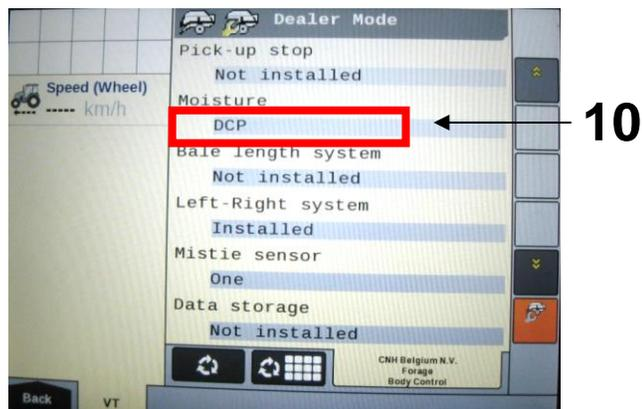 Dealer Mode
Pick-up stop
Not installed
Speed (Wheel)
----- km/h
Moisture
DCP
10
Bale length system
Not installed
Left-Right system
Installed
Mistie sensor
One
Data storage
Not installed
CNH Belgium N.V.
Forage
Body Control
Back
VT